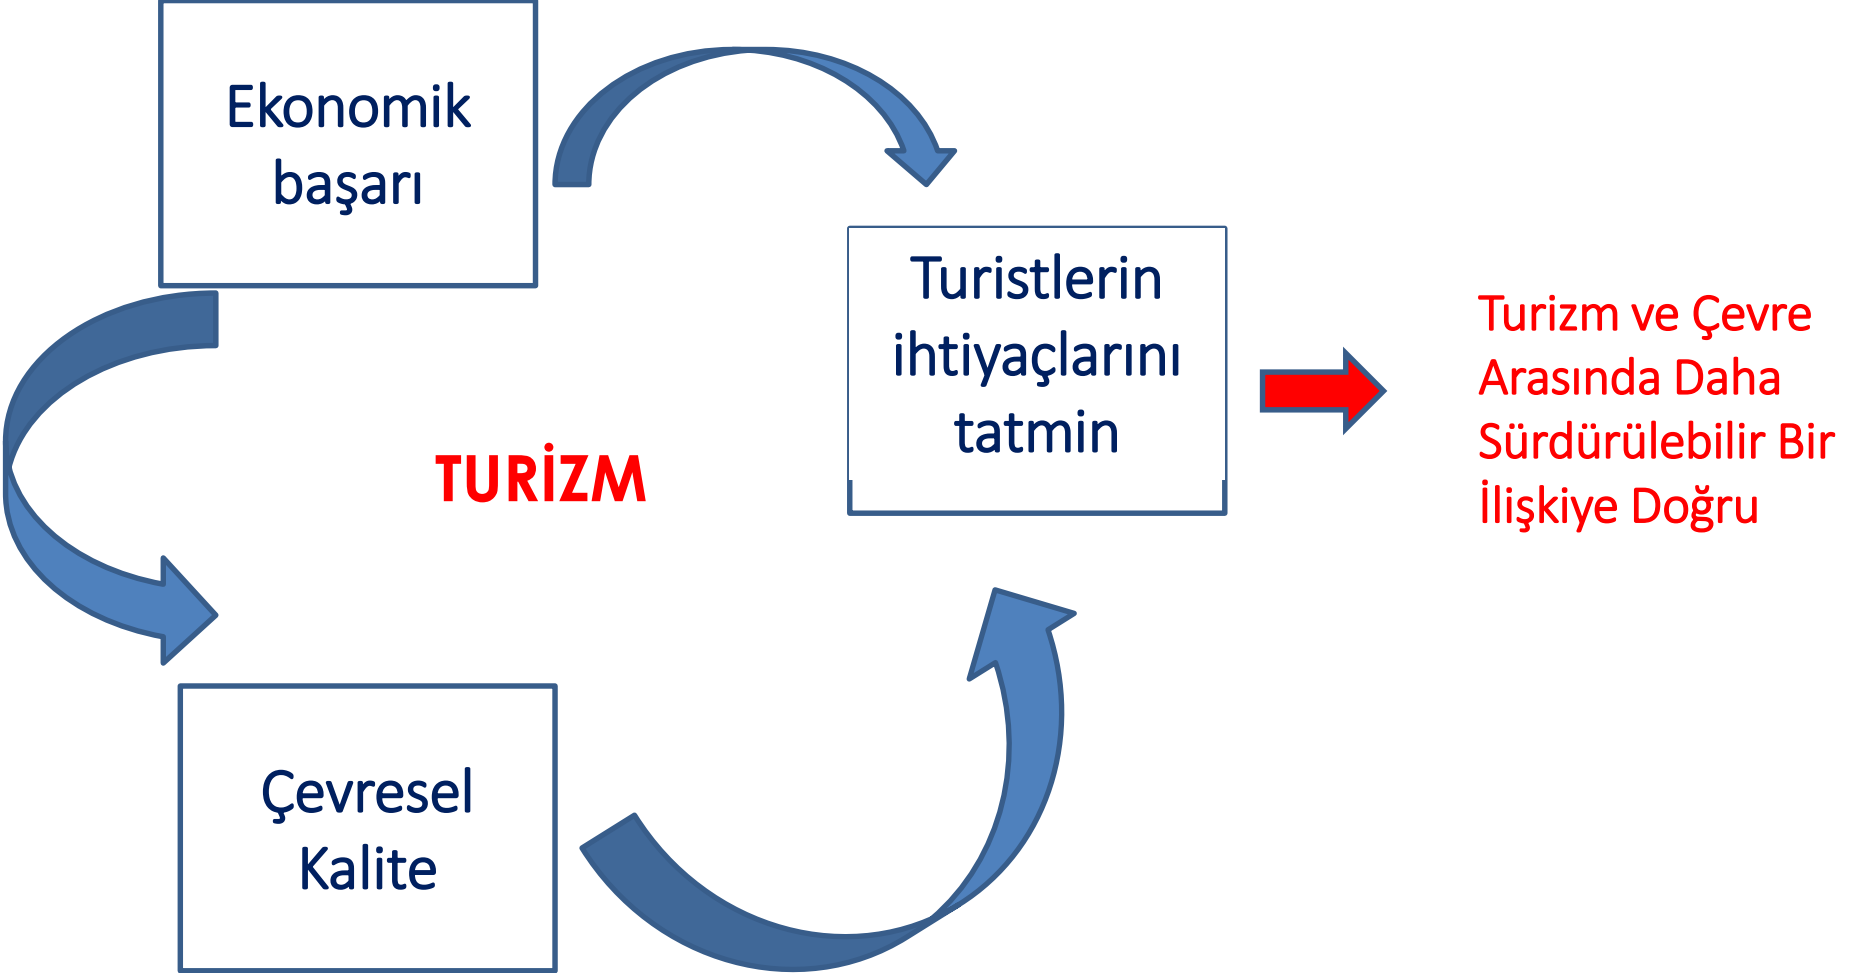 Ekonomik
başarı
Turistlerin
ihtiyaçlarını
tatmin
Turizm ve Çevre
Arasında Daha
Sürdürülebilir Bir
İlişkiye Doğru
TURİZM
Çevresel
Kalite